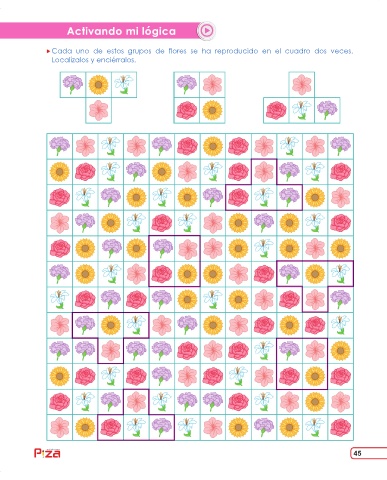 Activando mi lógica
Cada uno de estos grupos de flores se ha reproducido en el cuadro dos veces.
Localízalos y enciérralos.
PIZA
45